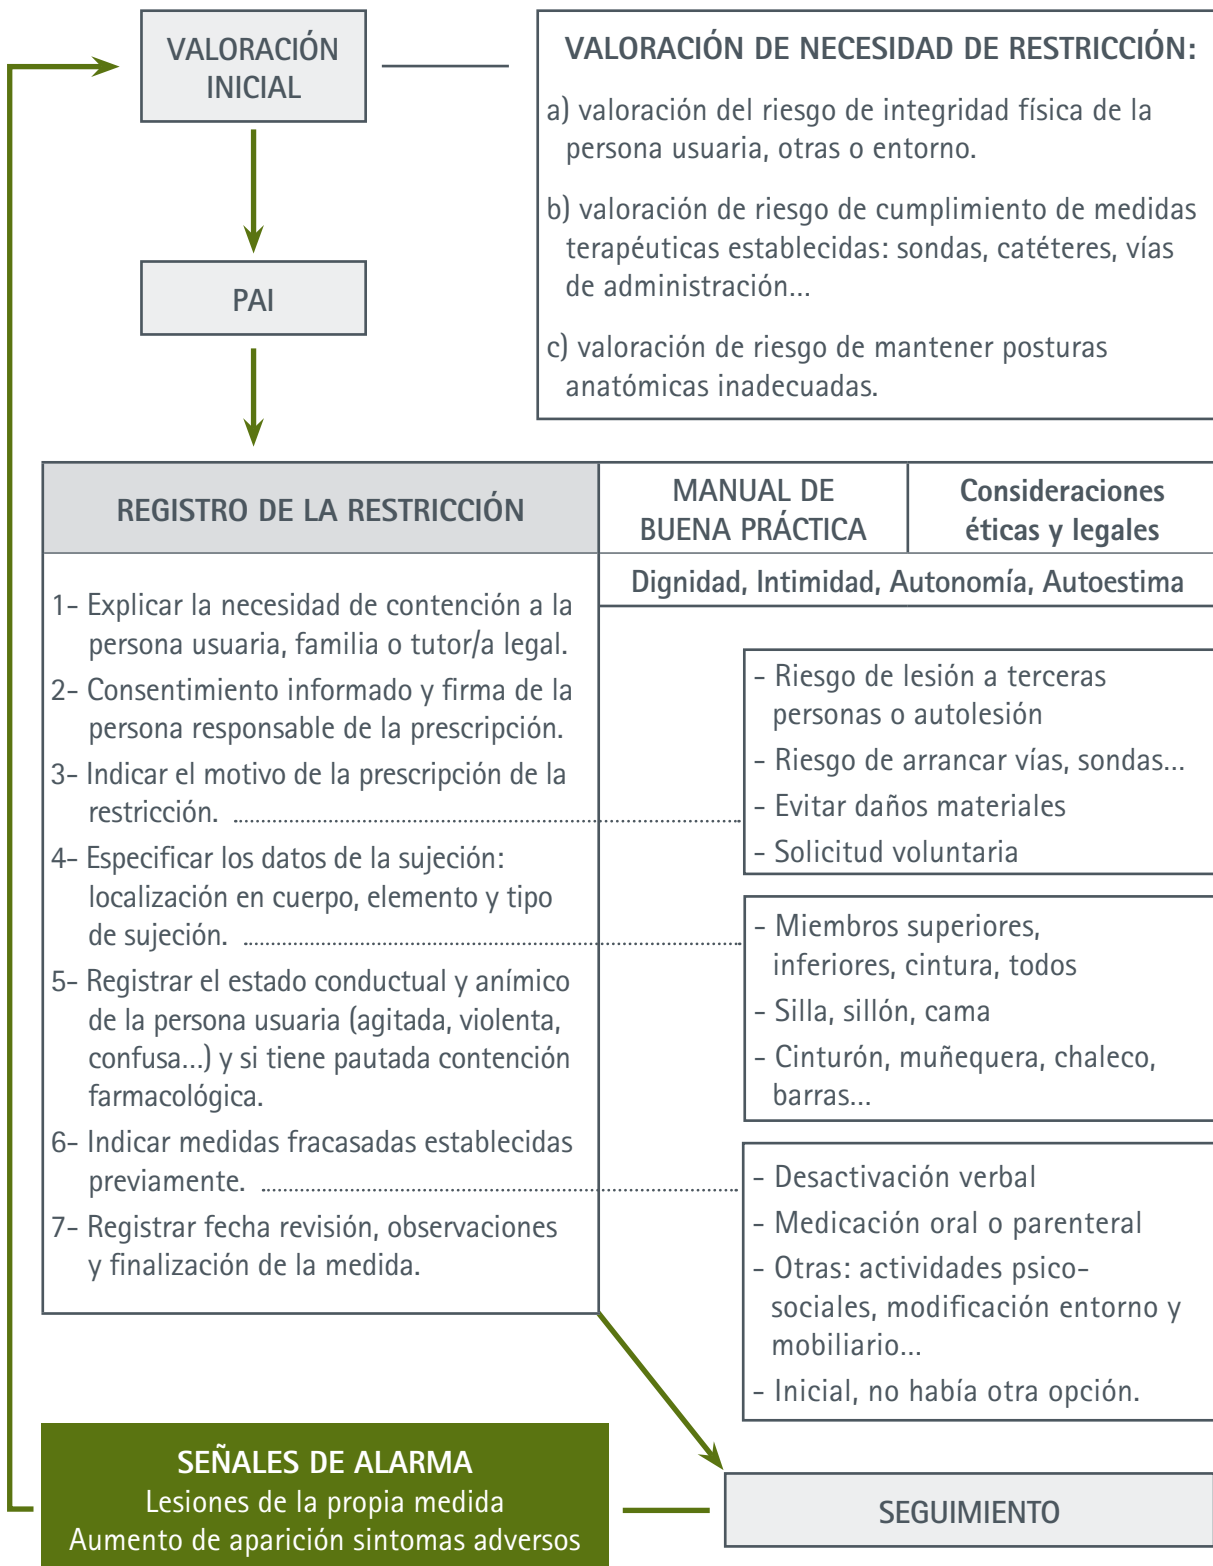 VALORACIÓN
INICIAL
VALORACIÓN DE NECESIDAD DE RESTRICCIÓN:
a) valoración del riesgo de integridad física de la
persona usuaria, otras o entorno.
b) valoración de riesgo de cumplimiento de medidas
terapéuticas establecidas: sondas, catéteres, vías
de administración...
c) valoración de riesgo de mantener posturas
anatómicas inadecuadas.
PAI
REGISTRO DE LA RESTRICCIÓN
MANUAL DE
BUENA PRÁCTICA
Consideraciones
éticas y legales
Dignidad, Intimidad, Autonomía, Autoestima
1- Explicar la necesidad de contención a la
persona usuaria, familia o tutor/a legal.
2- Consentimiento informado y firma de la
persona responsable de la prescripción.
3- Indicar el motivo de la prescripción de la
restricción.
4- Especificar los datos de la sujeción:
localización en cuerpo, elemento y tipo
de sujeción.
5- Registrar el estado conductual y anímico
de la persona usuaria (agitada, violenta,
confusa...) y si tiene pautada contención
farmacológica.
6- Indicar medidas fracasadas establecidas
previamente.
7- Registrar fecha revisión, observaciones
y finalización de la medida.
- Riesgo de lesión a terceras
personas o autolesión
- Riesgo de arrancar vías, sondas...
- Evitar daños materiales
- Solicitud voluntaria
- Miembros superiores,
inferiores, cintura, todos
- Silla, sillón, cama
- Cinturón, muñequera, chaleco,
barras...
- Desactivación verbal
- Medicación oral o parenteral
- Otras: actividades psico-
sociales, modificación entorno y
mobiliario...
- Inicial, no había otra opción.
SEÑALES DE ALARMA
Lesiones de la propia medida
Aumento de aparición sintomas adversos
SEGUIMIENTO